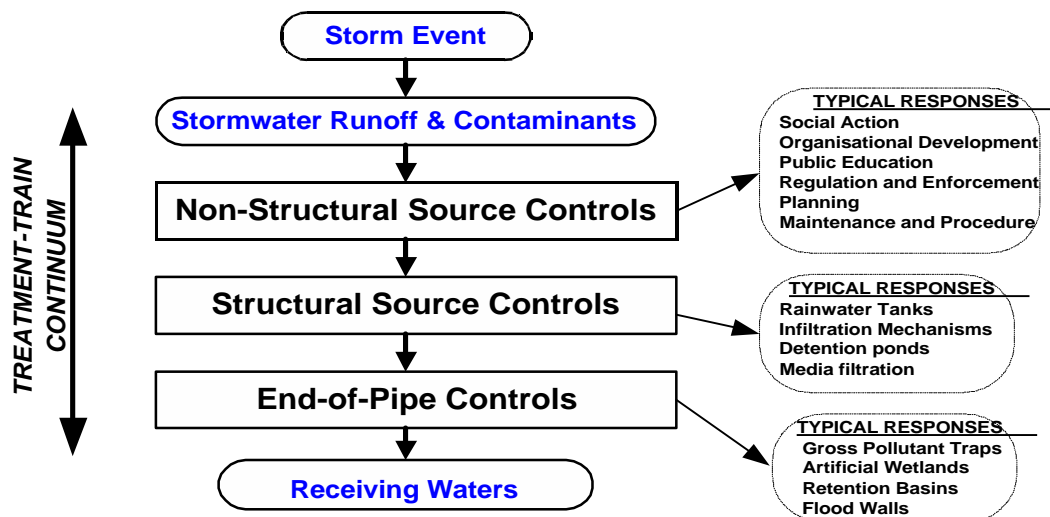 Storm Event
Stormwater Runoff & Contaminants
Non-Structural Source Controls
Structural Source Controls
End-of-Pipe Controls
Receiving Waters
TREATMENT-TRAIN
CONTINUUM
TYPICAL RESPONSES
Social Action
Organisational Development
Public Education
Regulation and Enforcement
Planning
Maintenance and Procedure
TYPICAL RESPONSES
Rainwater Tanks
Infiltration Mechanisms
Detention ponds
Media filtration
TYPICAL RESPONSES
Gross Pollutant Traps
Artificial Wetlands
Retention Basins
Flood Walls